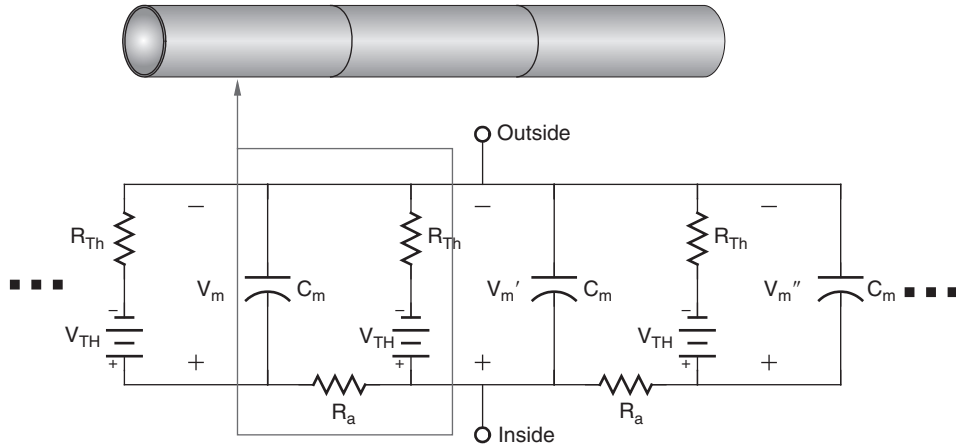 Outside
R_Th
V_m
C_m
R_Th
V_m′
C_m
R_Th
V_m″
C_m
−
−
−
−
−
−
V_TH
V_TH
V_TH
+
+
+
+
+
+
R_a
R_a
Inside